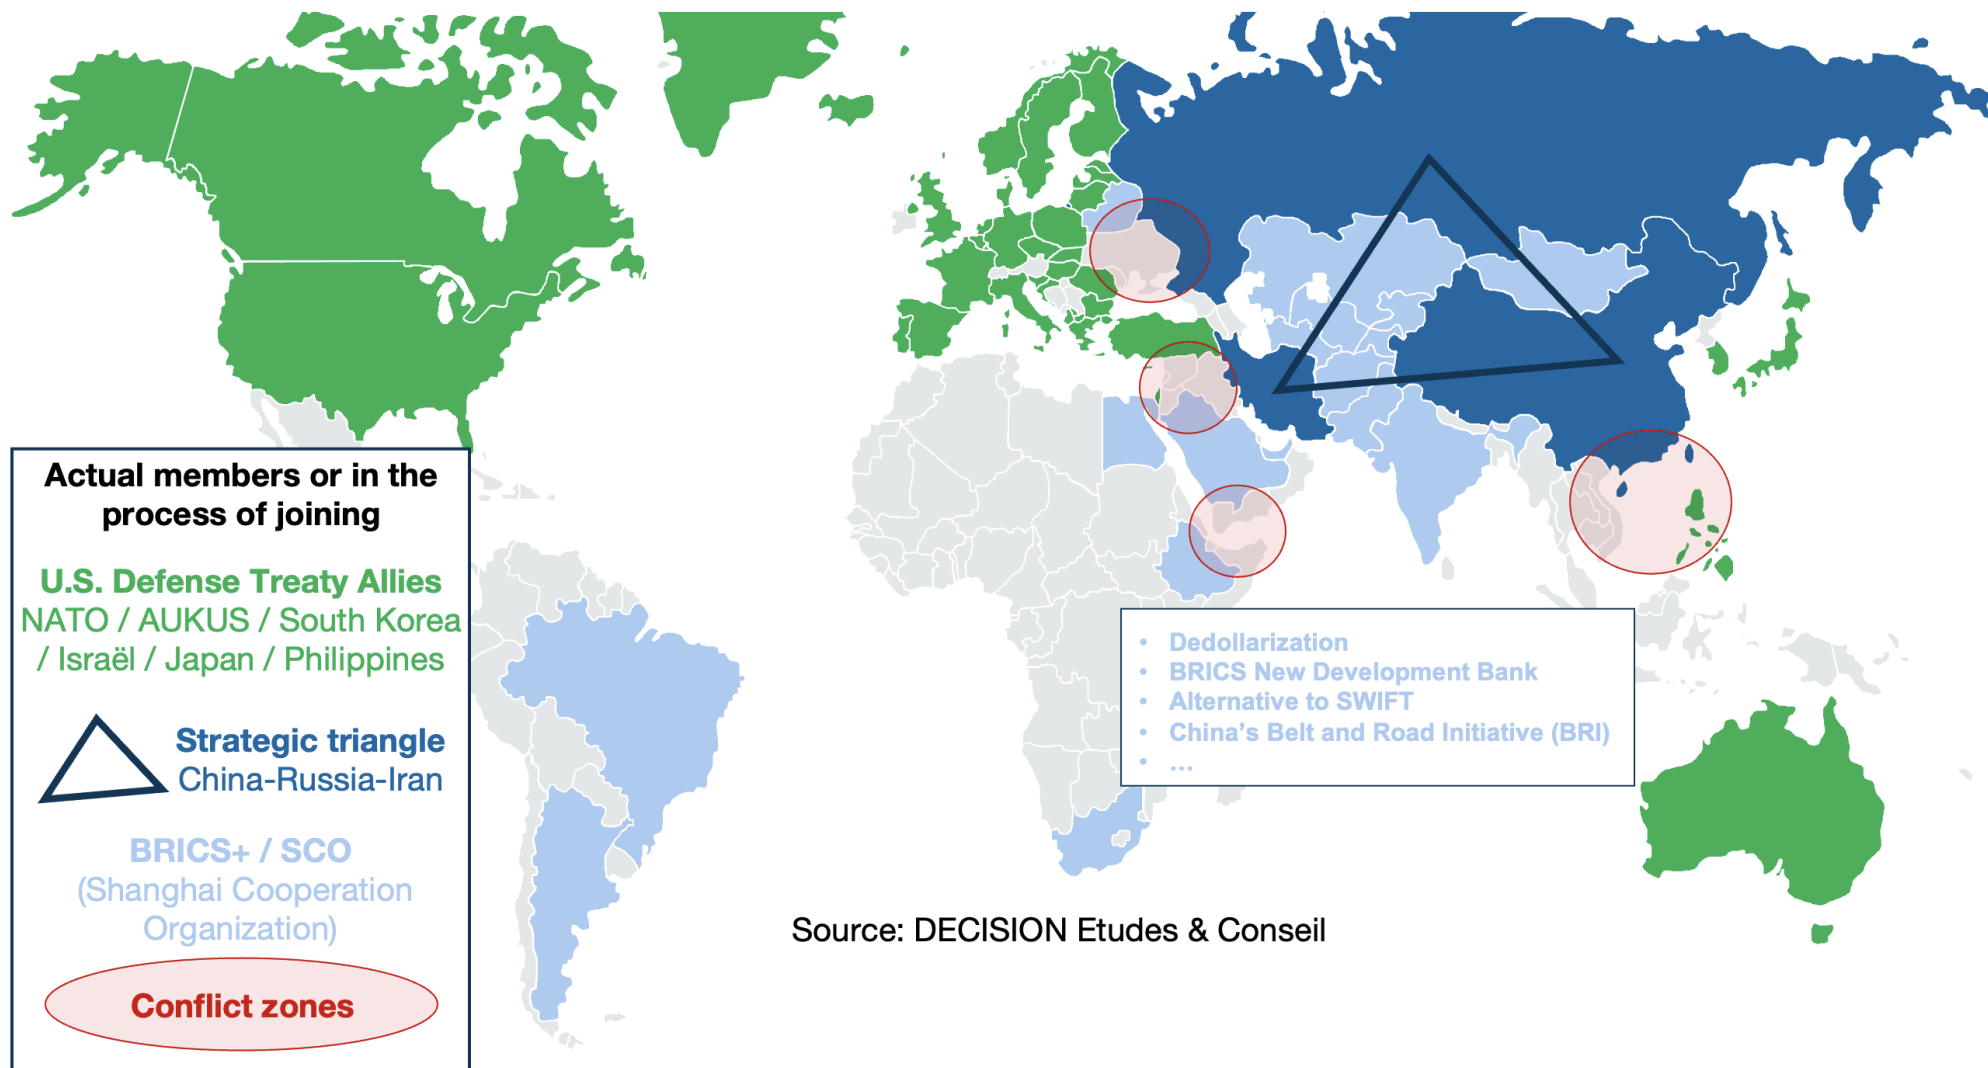 Actual members or in the
process of joining
U.S. Defense Treaty Allies
NATO / AUKUS / South Korea
/ Israël / Japan / Philippines
Strategic triangle
China-Russia-Iran
BRICS+ / SCO
(Shanghai Cooperation
Organization)
Conflict zones
• Dedollarization
• BRICS New Development Bank
• Alternative to SWIFT
• China’s Belt and Road Initiative (BRI)
• …
Source: DECISION Etudes & Conseil